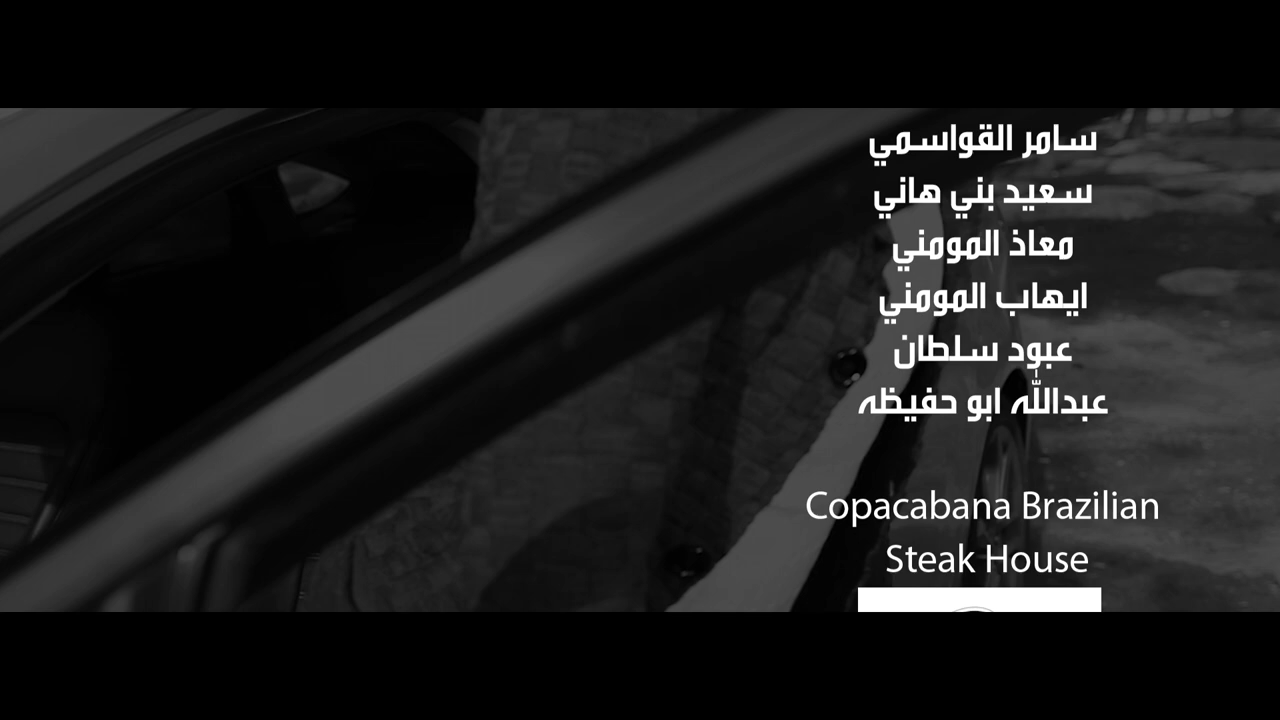 سامر القواسمي
سعيد بني هاني
معاذ المومني
ايهاب المومني
عبود سلطان
عبدالله ابو حفيظه
Copacabana Brazilian
Steak House